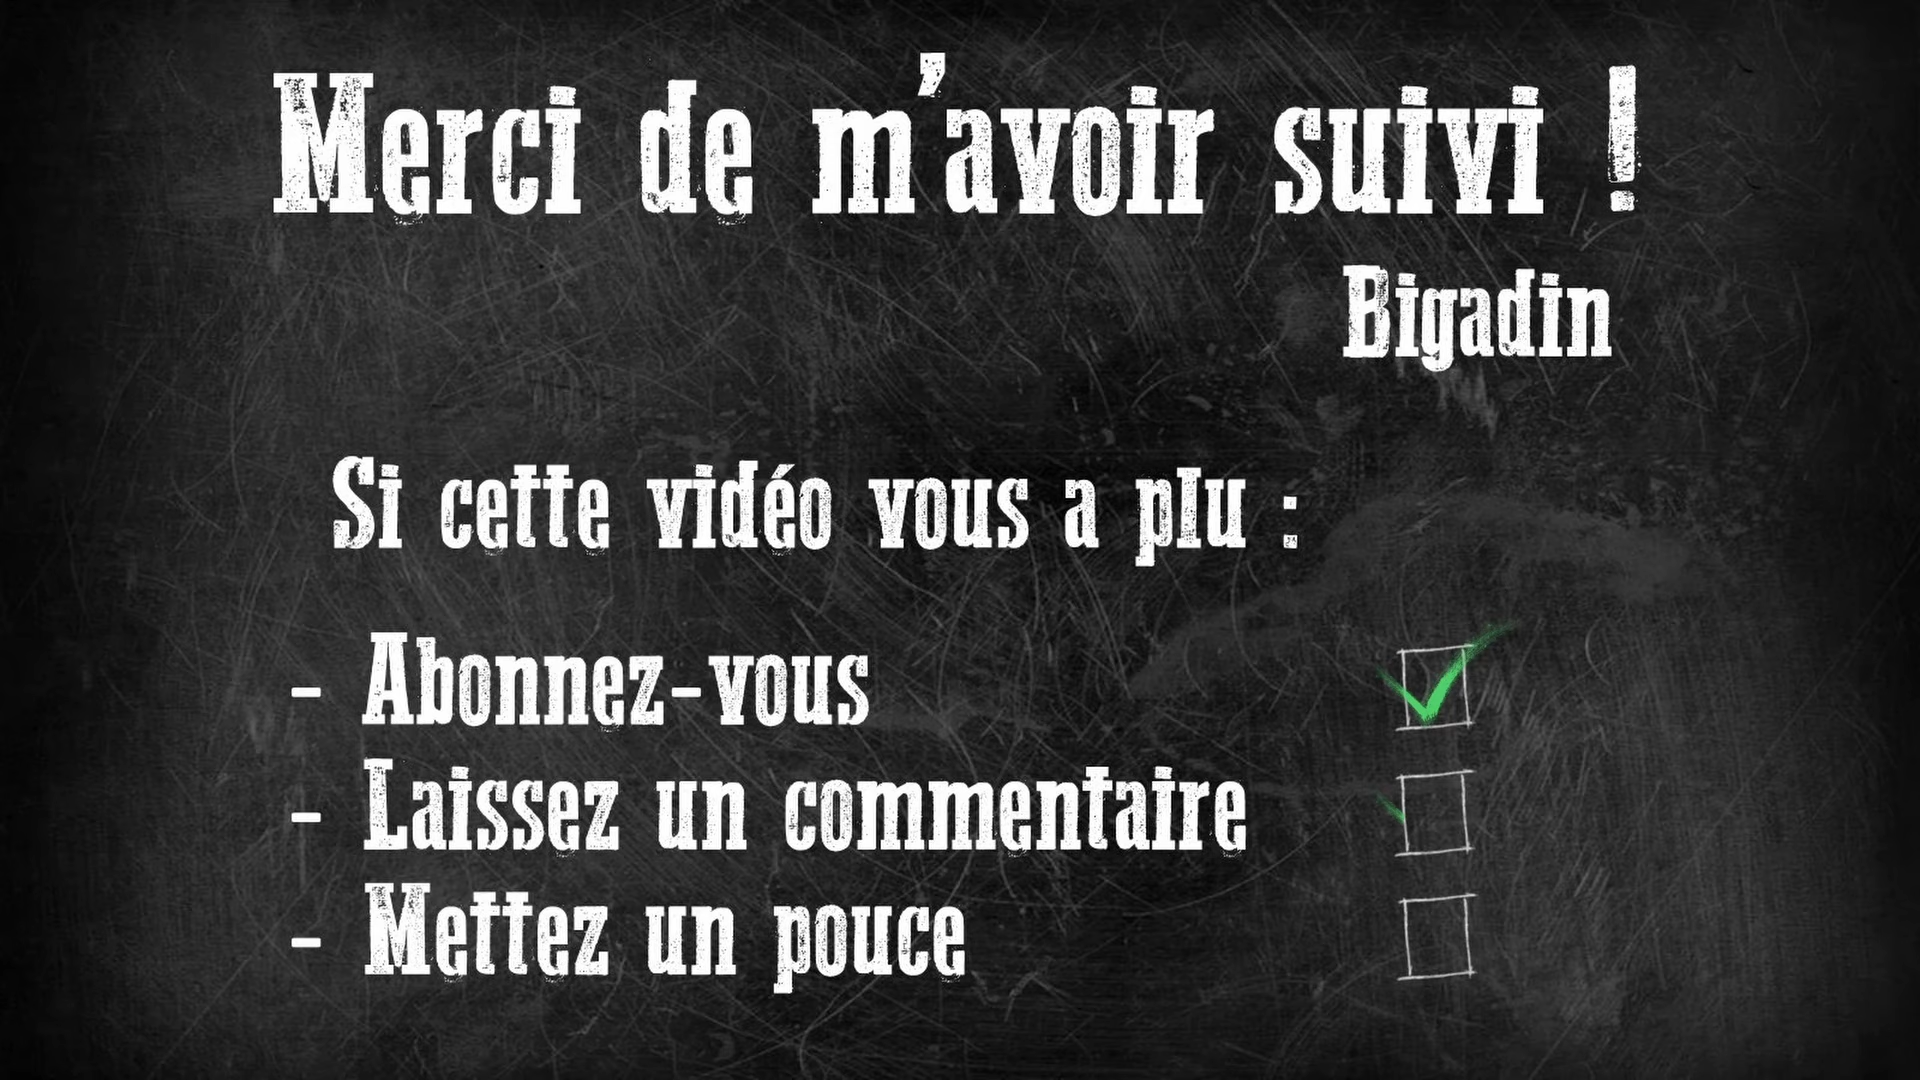 Merci de m'avoir suivi !
Bigadin
Si cette vidéo vous a plu :
- Abonnez-vous
- Laissez un commentaire
- Mettez un pouce